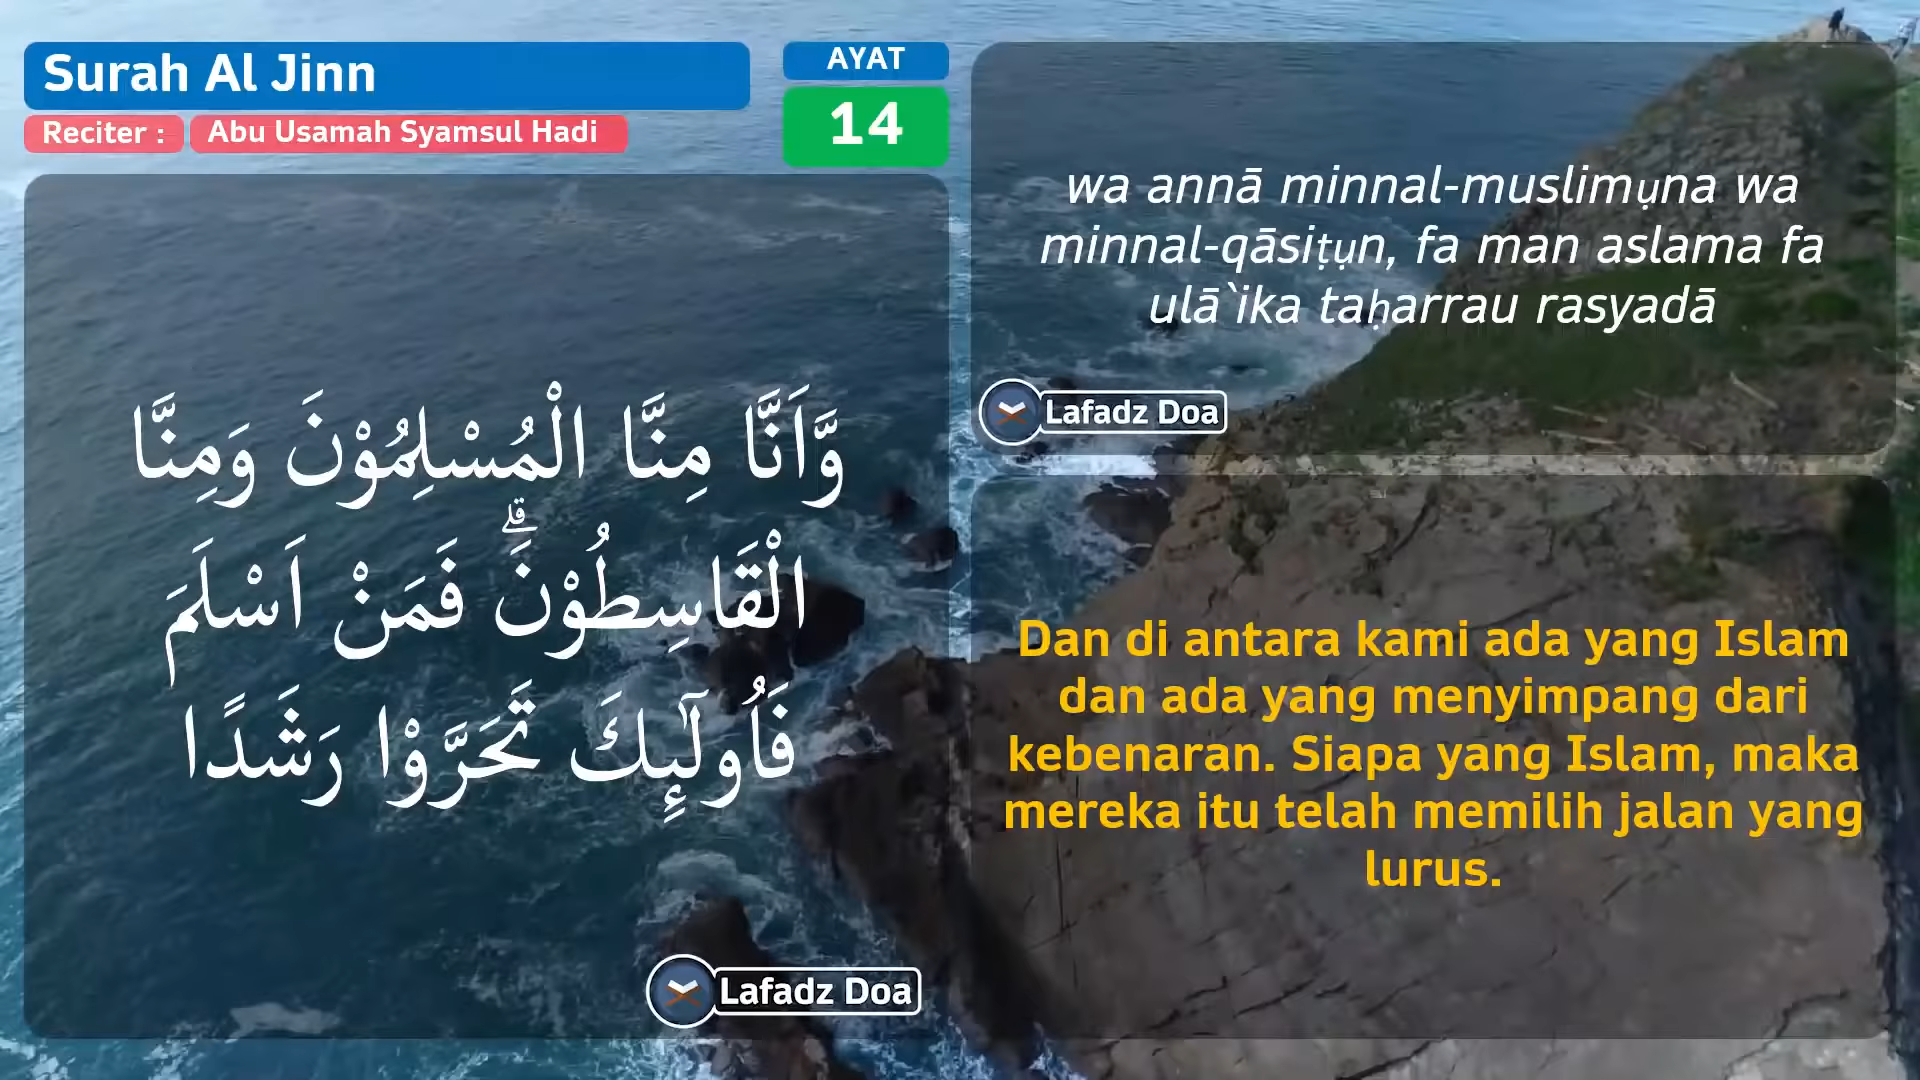 Surah Al Jinn
Reciter :
Abu Usamah Syamsul Hadi
AYAT
14
وَّاَنَّا مِنَّا الْمُسْلِمُوْنَ وَمِنَّا
الْقَاسِطُوْنَۗ فَمَنْ اَسْلَمَ
فَاُولٰۤىِٕكَ تَحَرَّوْا رَشَدًا
Lafadz Doa
wa annā minnal-muslimụna wa
minnal-qāsiṭụn, fa man aslama fa
ulā`ika taḥarrau rasyadā
Lafadz Doa
Dan di antara kami ada yang Islam
dan ada yang menyimpang dari
kebenaran. Siapa yang Islam, maka
mereka itu telah memilih jalan yang
lurus.